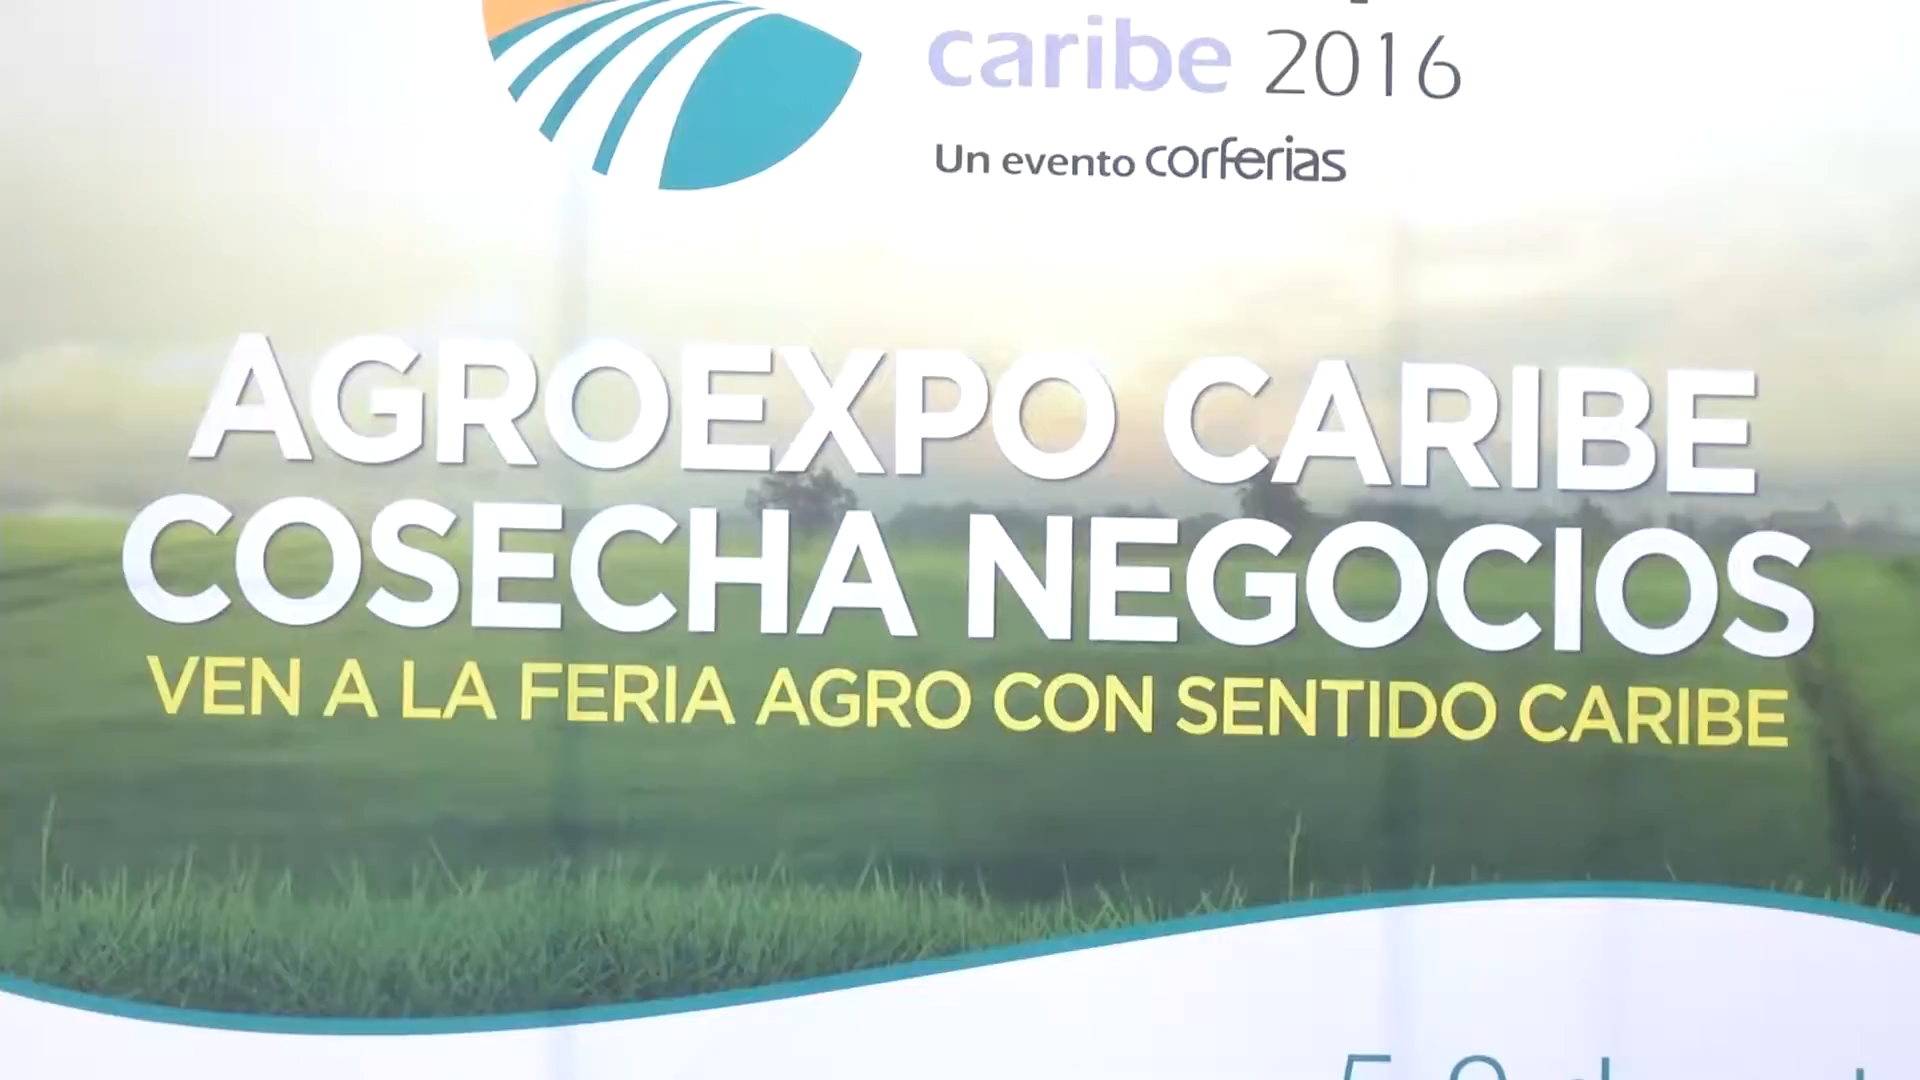 caribe 2016
Un evento corferias
AGROEXPO CARIBE
COSECHA NEGOCIOS
VEN A LA FERIA AGRO CON SENTIDO CARIBE